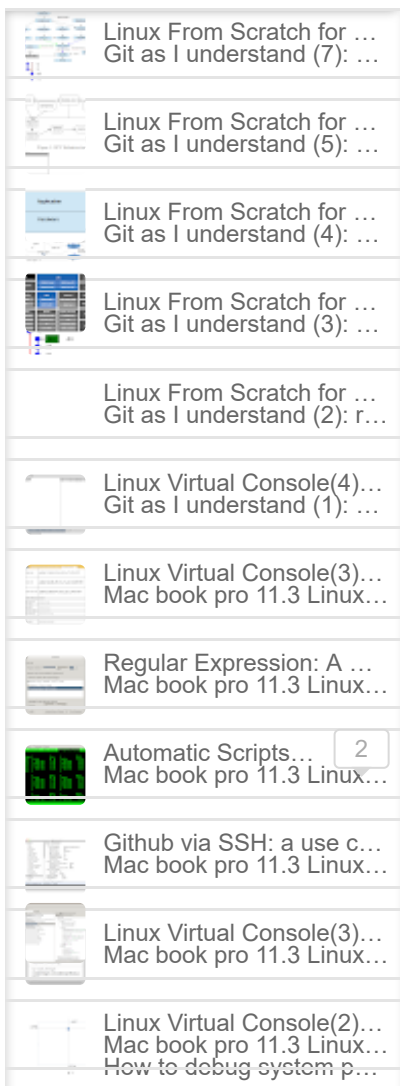 Linux From Scratch for ...
Git as I understand (7): ...
Linux From Scratch for ...
Git as I understand (5): ...
Linux From Scratch for ...
Git as I understand (4): ...
Linux From Scratch for ...
Git as I understand (3): ...
Linux From Scratch for ...
Git as I understand (2): r...
Linux Virtual Console(4)...
Git as I understand (1): ...
Linux Virtual Console(3)...
Mac book pro 11.3 Linux...
Regular Expression: A ...
Mac book pro 11.3 Linux...
Automatic Scripts...
2
Mac book pro 11.3 Linux...
Github via SSH: a use c...
Mac book pro 11.3 Linux...
Linux Virtual Console(3)...
Mac book pro 11.3 Linux...
Linux Virtual Console(2)...
Mac book pro 11.3 Linux...
How to debug system p...